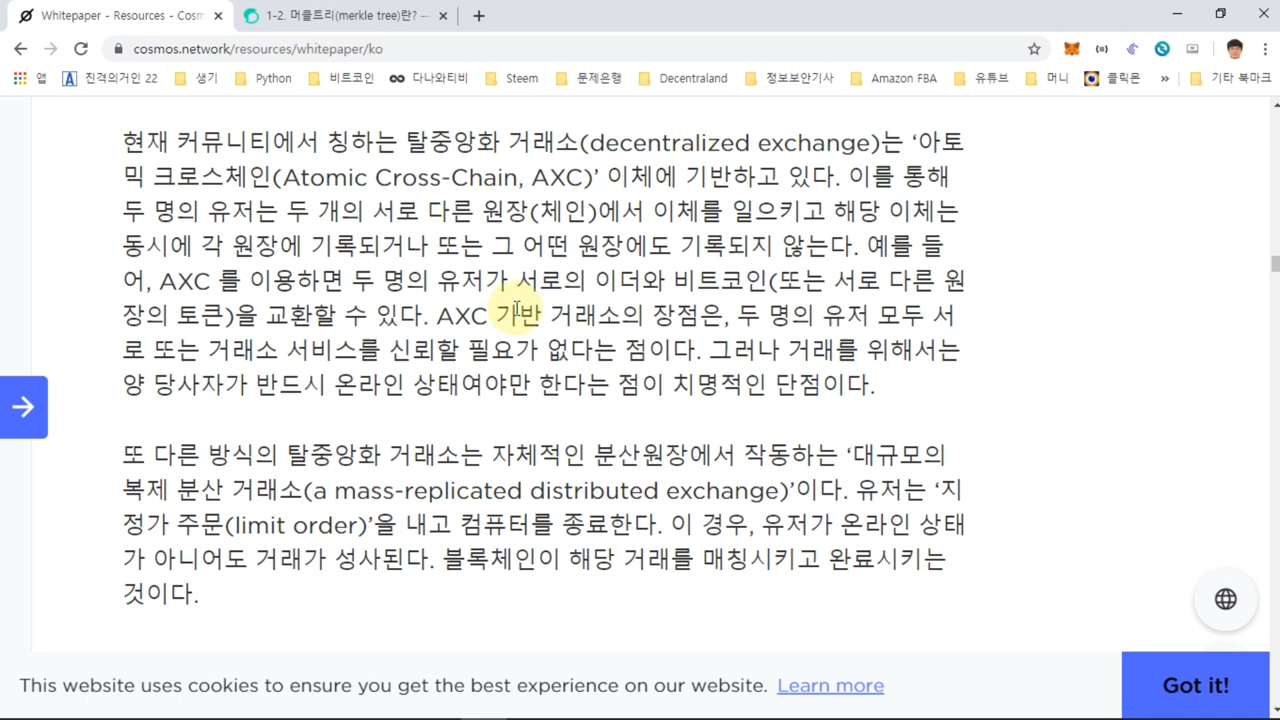 Whitepaper - Resources - Cosm
1-2. 머클트리(merkle tree)란? –
cosmos.network/resources/whitepaper/ko
앱
진격의거인 22
생기
Python
비트코인
다나와티비
Steem
문제은행
Decentraland
정보보안기사
Amazon FBA
유튜브
머니
클릭몬
»
기타 북마크
현재 커뮤니티에서 칭하는 탈중앙화 거래소(decentralized exchange)는 ‘아토
믹 크로스체인(Atomic Cross-Chain, AXC)’ 이체에 기반하고 있다. 이를 통해
두 명의 유저는 두 개의 서로 다른 원장(체인)에서 이체를 일으키고 해당 이체는
동시에 각 원장에 기록되거나 또는 그 어떤 원장에도 기록되지 않는다. 예를 들
어, AXC 를 이용하면 두 명의 유저가 서로의 이더와 비트코인(또는 서로 다른 원
장의 토큰)을 교환할 수 있다. AXC 기반 거래소의 장점은, 두 명의 유저 모두 서
로 또는 거래소 서비스를 신뢰할 필요가 없다는 점이다. 그러나 거래를 위해서는
양 당사자가 반드시 온라인 상태여야만 한다는 점이 치명적인 단점이다.
또 다른 방식의 탈중앙화 거래소는 자체적인 분산원장에서 작동하는 ‘대규모의
복제 분산 거래소(a mass-replicated distributed exchange)’이다. 유저는 ‘지
정가 주문(limit order)’을 내고 컴퓨터를 종료한다. 이 경우, 유저가 온라인 상태
가 아니어도 거래가 성사된다. 블록체인이 해당 거래를 매칭시키고 완료시키는
것이다.
This website uses cookies to ensure you get the best experience on our website. Learn more
Got it!